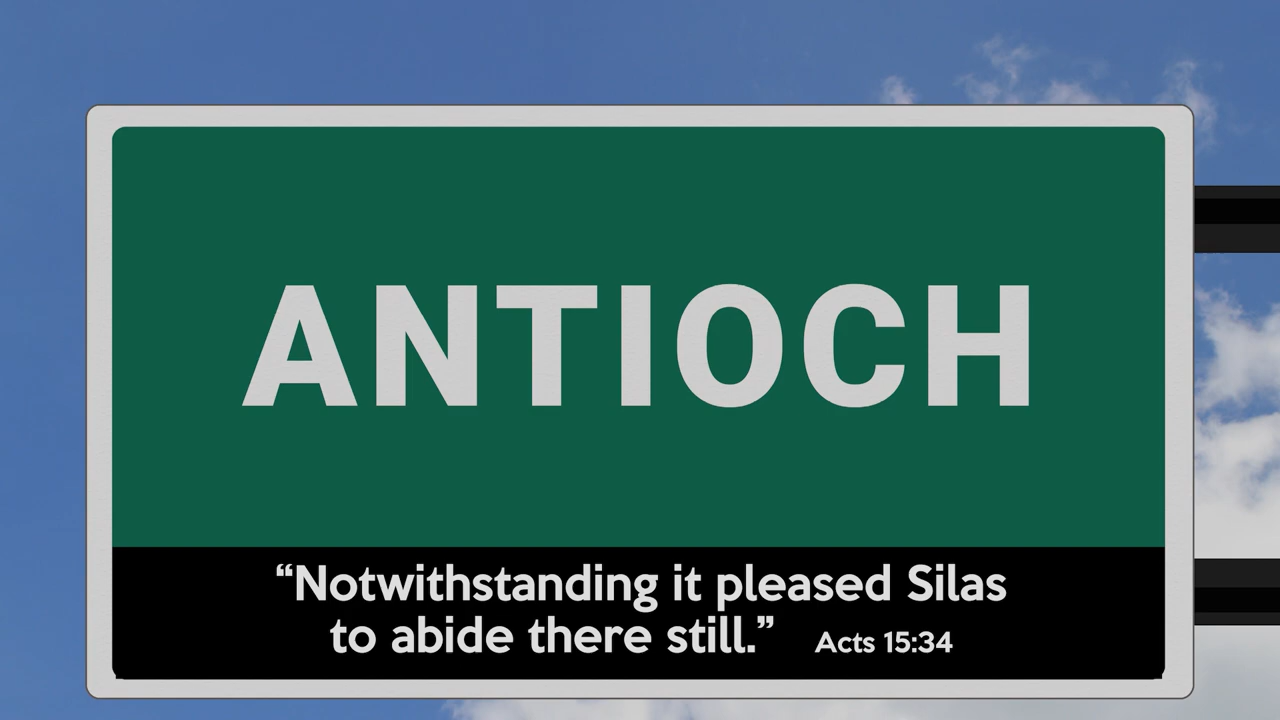 ANTIOCH
“Notwithstanding it pleased Silas
to abide there still.” Acts 15:34